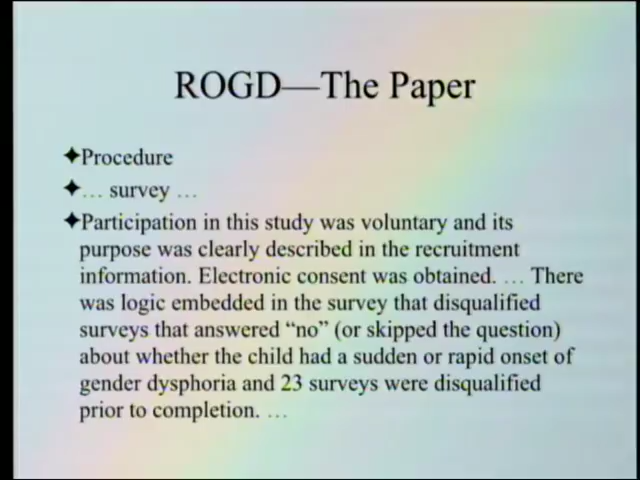 ROGD—The Paper
✦Procedure
✦… survey …
✦Participation in this study was voluntary and its
purpose was clearly described in the recruitment
information. Electronic consent was obtained. … There
was logic embedded in the survey that disqualified
surveys that answered “no” (or skipped the question)
about whether the child had a sudden or rapid onset of
gender dysphoria and 23 surveys were disqualified
prior to completion. …